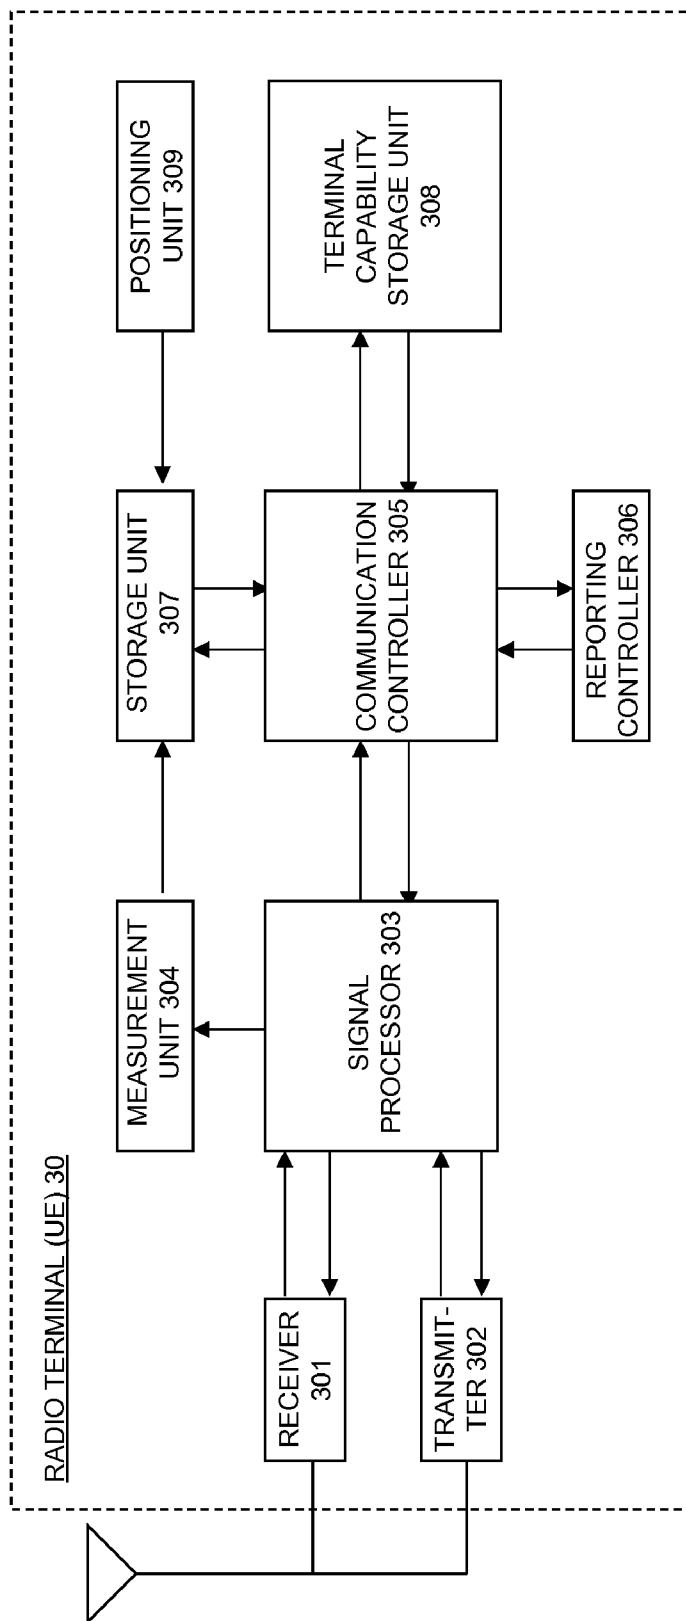 RADIO TERMINAL (UE) 30
MEASUREMENT
UNIT 304
STORAGE UNIT
307
POSITIONING
UNIT 309
RECEIVER
301
SIGNAL
PROCESSOR 303
COMMUNICATION
CONTROLLER 305
TERMINAL
CAPABILITY
STORAGE UNIT
308
TRANSMIT-
TER 302
REPORTING
CONTROLLER 306